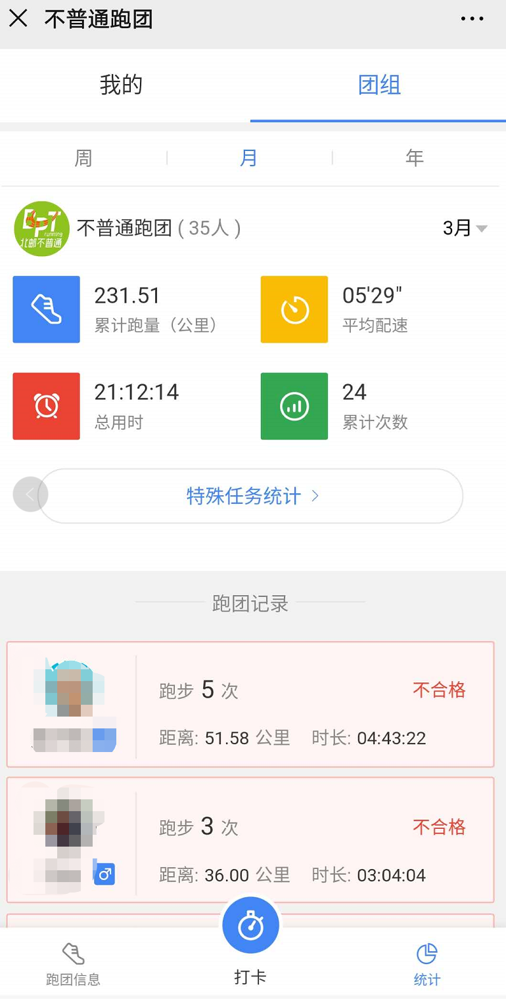 不普通跑团
我的
团组
周
月
年
BPT
running
北邮不普通
不普通跑团 ( 35人 )
3月
231.51
累计跑量（公里）
05'29"
平均配速
21:12:14
总用时
24
累计次数
特殊任务统计
跑团记录
跑步 5 次
不合格
距离: 51.58 公里 时长: 04:43:22
跑步 3 次
不合格
距离: 36.00 公里 时长: 03:04:04
跑团信息
打卡
统计